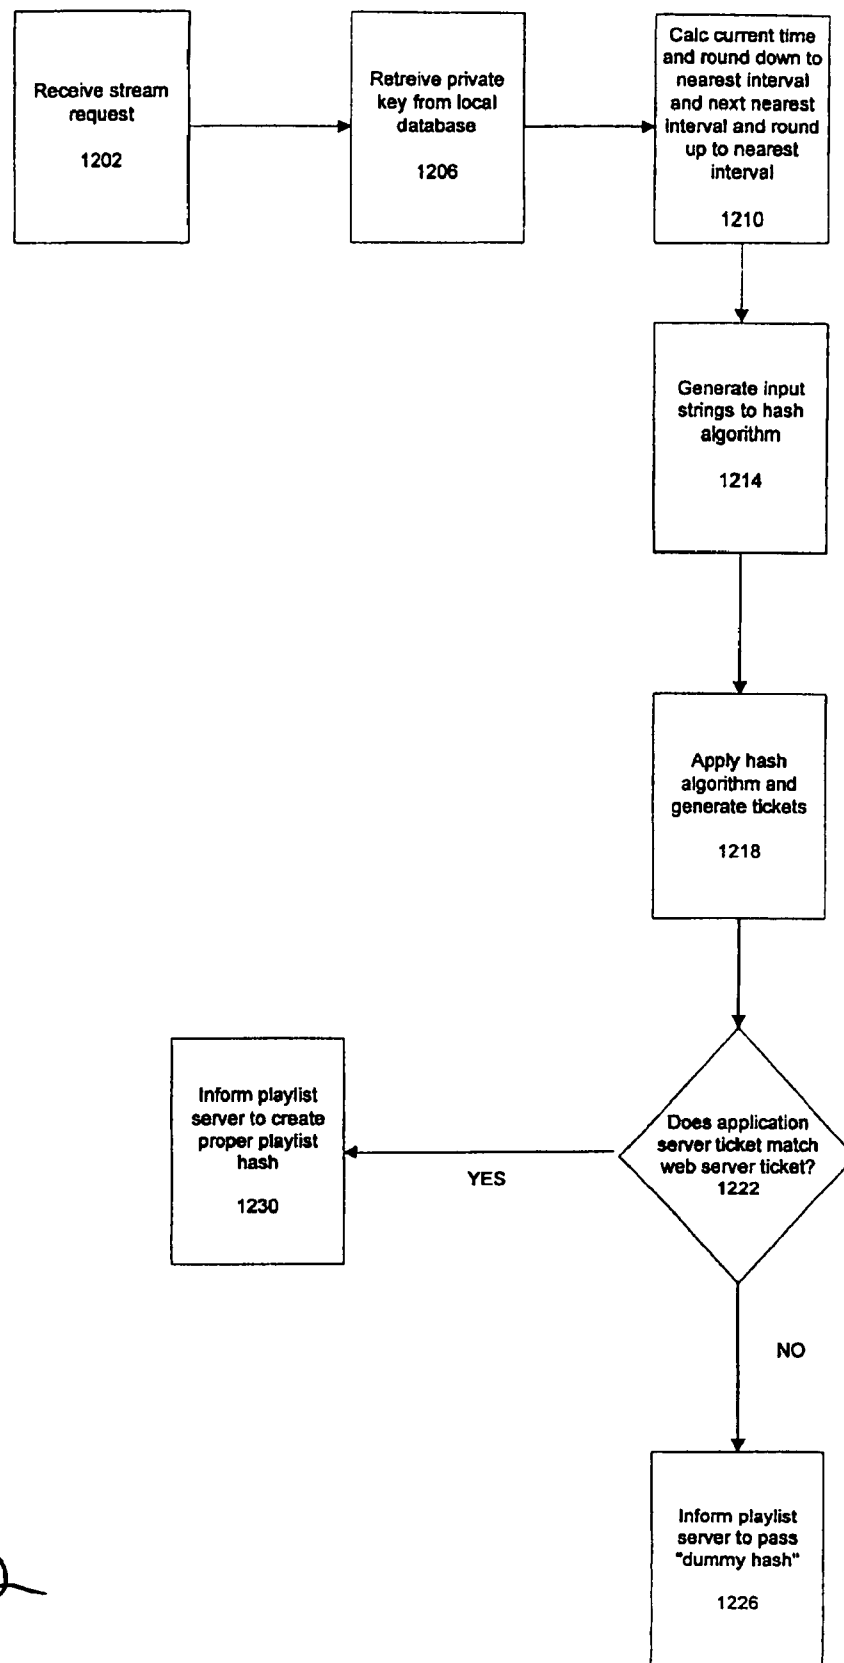 Receive stream
request
1202
Retreive private
key from local
database
1206
Calc current time
and round down to
nearest interval
and next nearest
interval and round
up to nearest
interval
1210
Generate input
strings to hash
algorithm
1214
Apply hash
algorithm and
generate tickets
1218
Does application
server ticket match
web server ticket?
1222
YES
Inform playlist
server to create
proper playlist
hash
1230
NO
Inform playlist
server to pass
"dummy hash"
1226